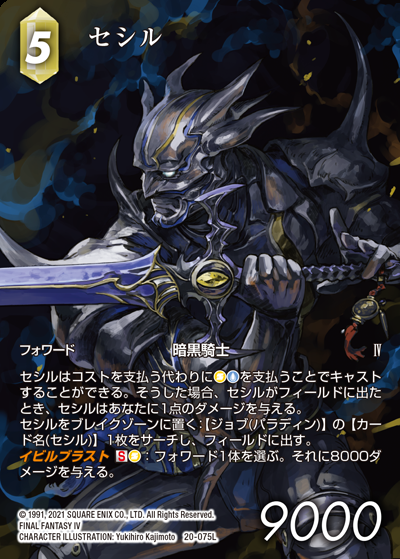 5
セシル
フォワード 暗黒騎士 Ⅳ
セシルはコストを支払う代わりに を支払うことでキャスト
することができる。そうした場合、セシルがフィールドに出た
とき、セシルはあなたに1点のダメージを与える。
セシルをブレイクゾーンに置く:【ジョブ(パラディン)】の【カー
ド名(セシル)】1枚をサーチし、フィールドに出す。
イビルブラスト S :フォワード1体を選ぶ。それに8000ダ
メージを与える。
© 1991, 2021 SQUARE ENIX CO., LTD. All Rights Reserved.
FINAL FANTASY IV
CHARACTER ILLUSTRATION: Yukihiro Kajimoto 20-075L
9000